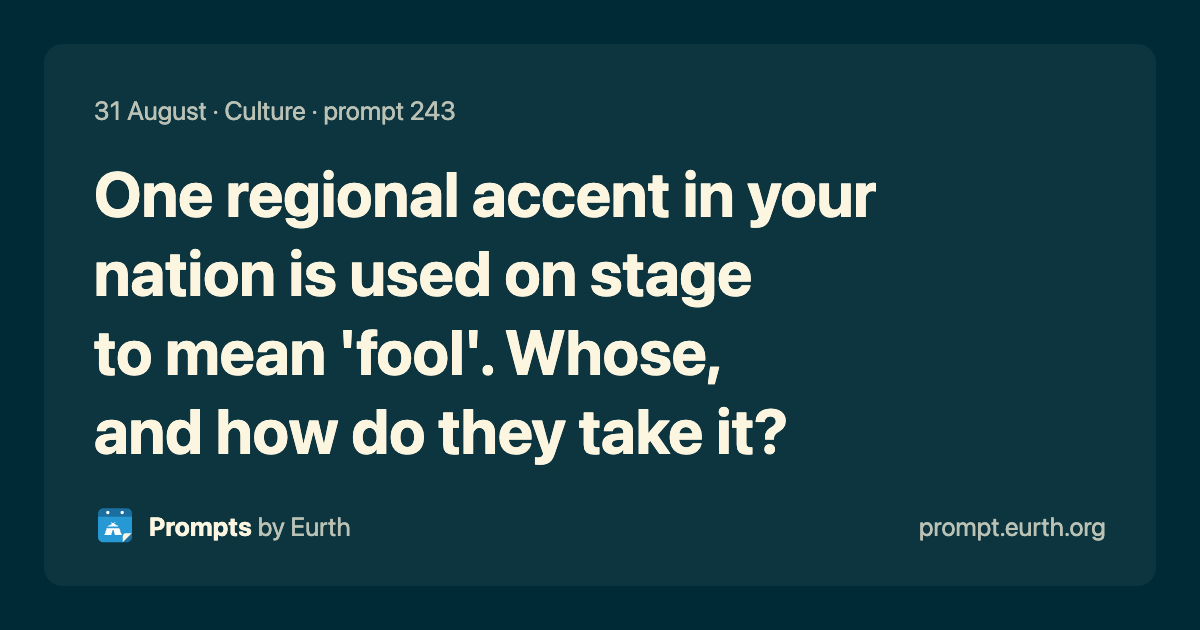 31 August · Culture · prompt 243
One regional accent in your
nation is used on stage
to mean 'fool'. Whose,
and how do they take it?
Prompts by Eurth
prompt.eurth.org